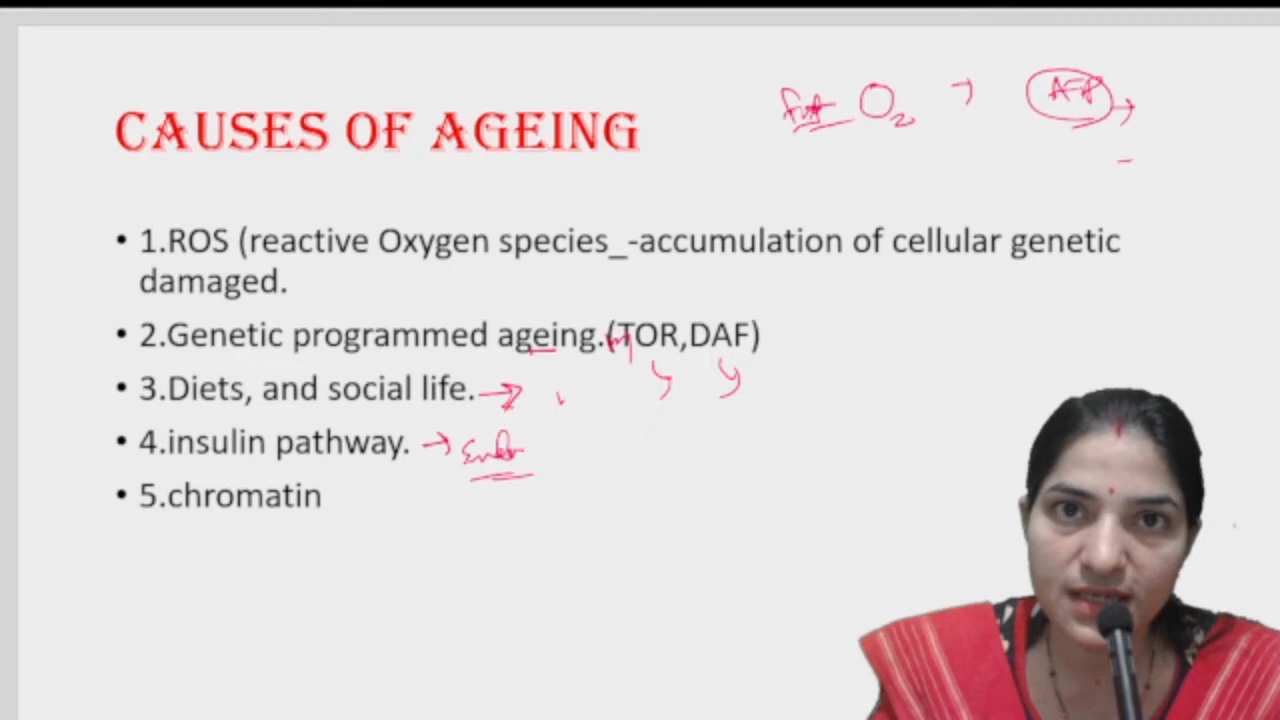 CAUSES OF AGEING
O2 →
• 1.ROS (reactive Oxygen species_-accumulation of cellular genetic
damaged.
• 2.Genetic programmed ageing.(TOR,DAF)
• 3.Diets, and social life.
• 4.insulin pathway.
• 5.chromatin